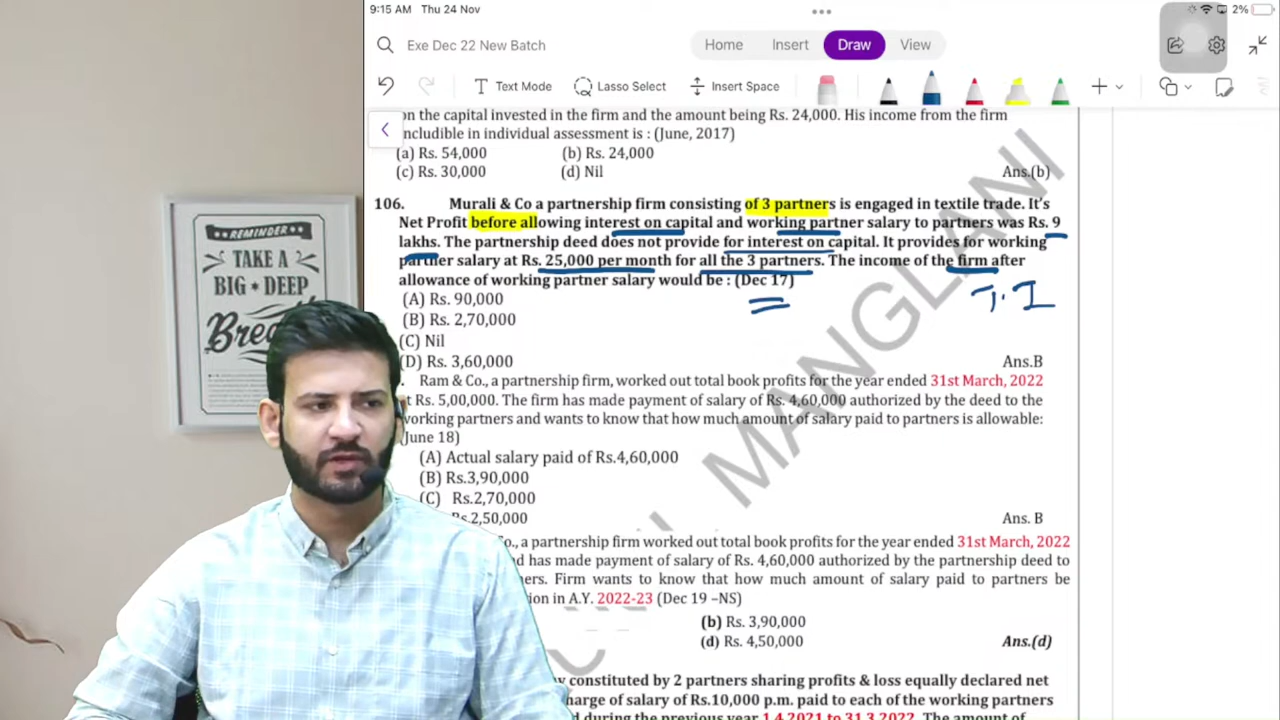 9:15 AM Thu 24 Nov
2%
Exe Dec 22 New Batch
Home Insert Draw View
Text Mode Lasso Select Insert Space
on the capital invested in the firm and the amount being Rs. 24,000. His income from the firm
includible in individual assessment is : (June, 2017)
(a) Rs. 54,000 (b) Rs. 24,000
(c) Rs. 30,000 (d) Nil Ans.(b)
106. Murali & Co a partnership firm consisting of 3 partners is engaged in textile trade. It's
Net Profit before allowing interest on capital and working partner salary to partners was Rs. 9
lakhs. The partnership deed does not provide for interest on capital. It provides for working
partner salary at Rs. 25,000 per month for all the 3 partners. The income of the firm after
allowance of working partner salary would be : (Dec 17)
T.I
(A) Rs. 90,000
(B) Rs. 2,70,000
(C) Nil
(D) Rs. 3,60,000 Ans.B
. Ram & Co., a partnership firm, worked out total book profits for the year ended 31st March, 2022
at Rs. 5,00,000. The firm has made payment of salary of Rs. 4,60,000 authorized by the deed to the
working partners and wants to know that how much amount of salary paid to partners is allowable:
(June 18)
(A) Actual salary paid of Rs.4,60,000
(B) Rs.3,90,000
(C) Rs.2,70,000
Rs.2,50,000 Ans. B
Co., a partnership firm worked out total book profits for the year ended 31st March, 2022
nd has made payment of salary of Rs. 4,60,000 authorized by the partnership deed to
ners. Firm wants to know that how much amount of salary paid to partners be
tion in A.Y. 2022-23 (Dec 19 –NS)
(b) Rs. 3,90,000
(d) Rs. 4,50,000 Ans.(d)
constituted by 2 partners sharing profits & loss equally declared net
harge of salary of Rs.10,000 p.m. paid to each of the working partners
d during the previous year 1.4.2021 to 31.3.2022. The amount of
MANGLANI
REMINDER
TAKE A
BIG DEEP
Breath